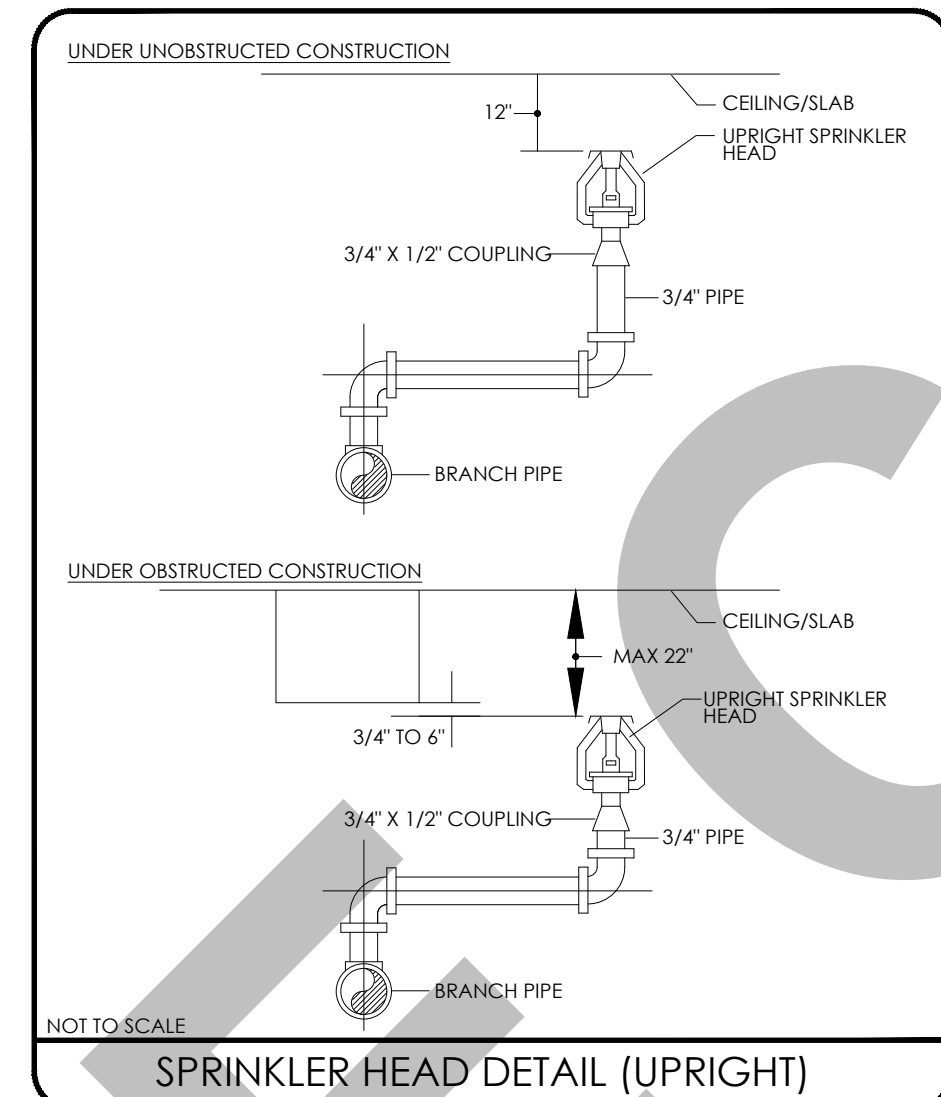 UNDER UNOBSTRUCTED CONSTRUCTION
CEILING/SLAB
12"
UPRIGHT SPRINKLER
HEAD
3/4" X 1/2" COUPLING
3/4" PIPE
BRANCH PIPE
UNDER OBSTRUCTED CONSTRUCTION
CEILING/SLAB
MAX 22"
UPRIGHT SPRINKLER
HEAD
3/4" TO 6"
3/4" X 1/2" COUPLING
3/4" PIPE
BRANCH PIPE
NOT TO SCALE
SPRINKLER HEAD DETAIL (UPRIGHT)